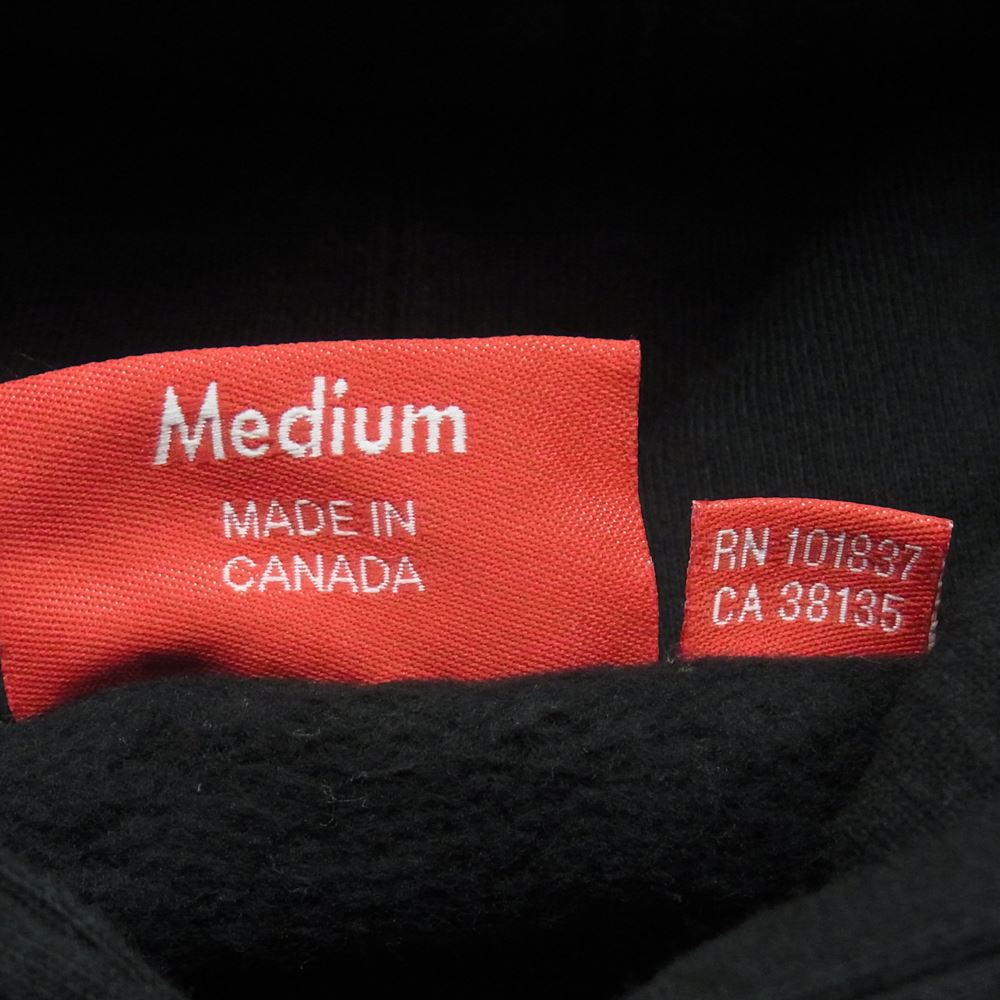 Medium
MADE IN
CANADA
RN 101837
CA 38135